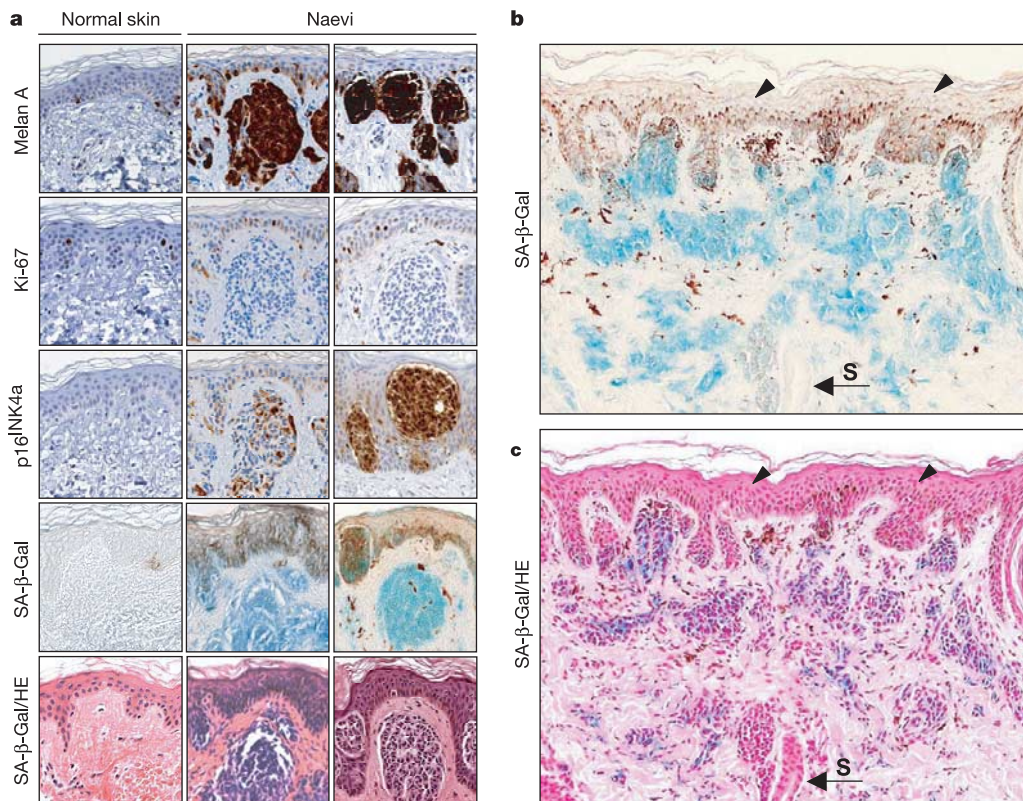 a
Normal skin
Naevi
Melan A
Ki-67
p16INK4a
SA-β-Gal
SA-β-Gal/HE
b
SA-β-Gal
S
c
SA-β-Gal/HE
S